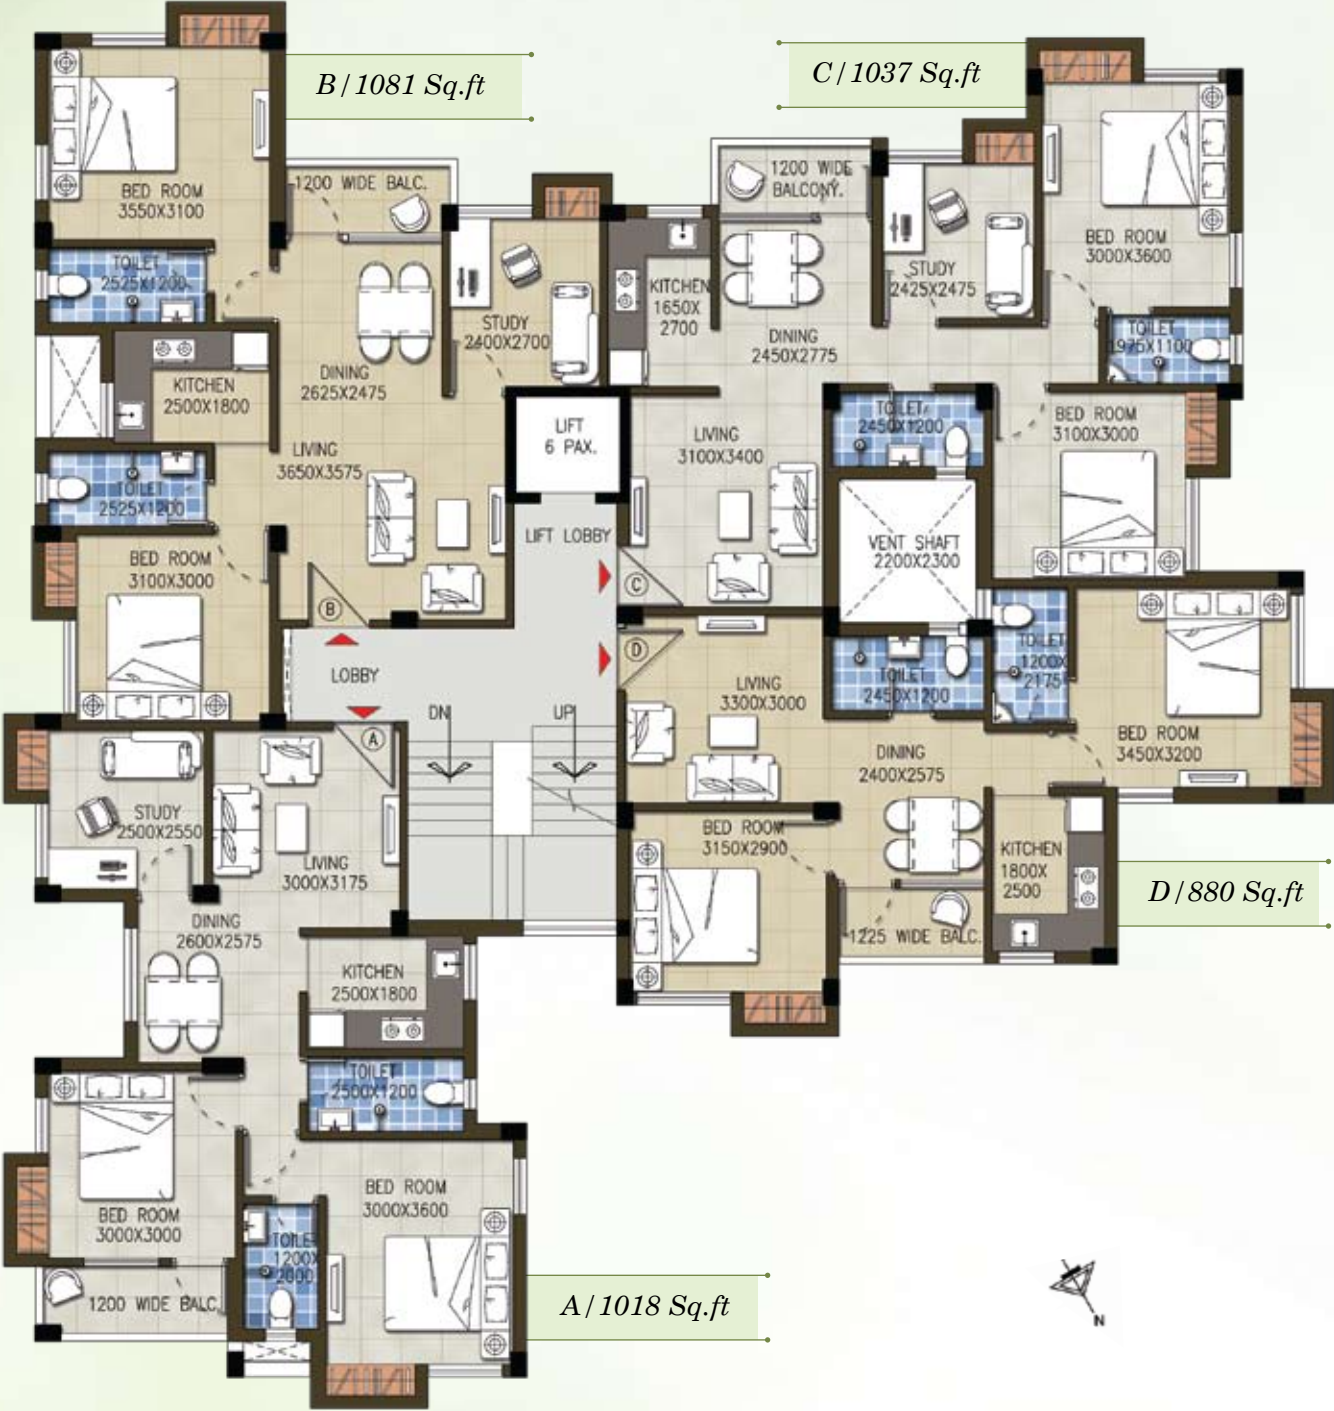 B/1081 Sq.ft
C/1037 Sq.ft
BED ROOM
3550X3100
1200 WIDE BALC.
TOILET
2525X1200
STUDY
2400X2700
DINING
2625X2475
KITCHEN
2500X1800
LIVING
3650X3575
TOILET
2525X1200
BED ROOM
3100X3000
B
LIFT
6 PAX.
LIFT LOBBY
LOBBY
DN
UP
1200 WIDE
BALCONY.
KITCHEN
1650X
2700
DINING
2450X2775
STUDY
2425X2475
BED ROOM
3000X3600
TOILET
1975X1100
LIVING
3100X3400
TOILET
2450X1200
BED ROOM
3100X3000
VENT SHAFT
2200X2300
C
D
LIVING
3300X3000
TOILET
2450X1200
TOILET
1200X
2175
BED ROOM
3450X3200
DINING
2400X2575
BED ROOM
3150X2900
KITCHEN
1800X
2500
1225 WIDE BALC.
D/880 Sq.ft
A
STUDY
2500X2550
LIVING
3000X3175
DINING
2600X2575
KITCHEN
2500X1800
TOILET
2500X1200
BED ROOM
3000X3600
BED ROOM
3000X3000
TOILET
1200X
2000
1200 WIDE BALC.
A/1018 Sq.ft
N